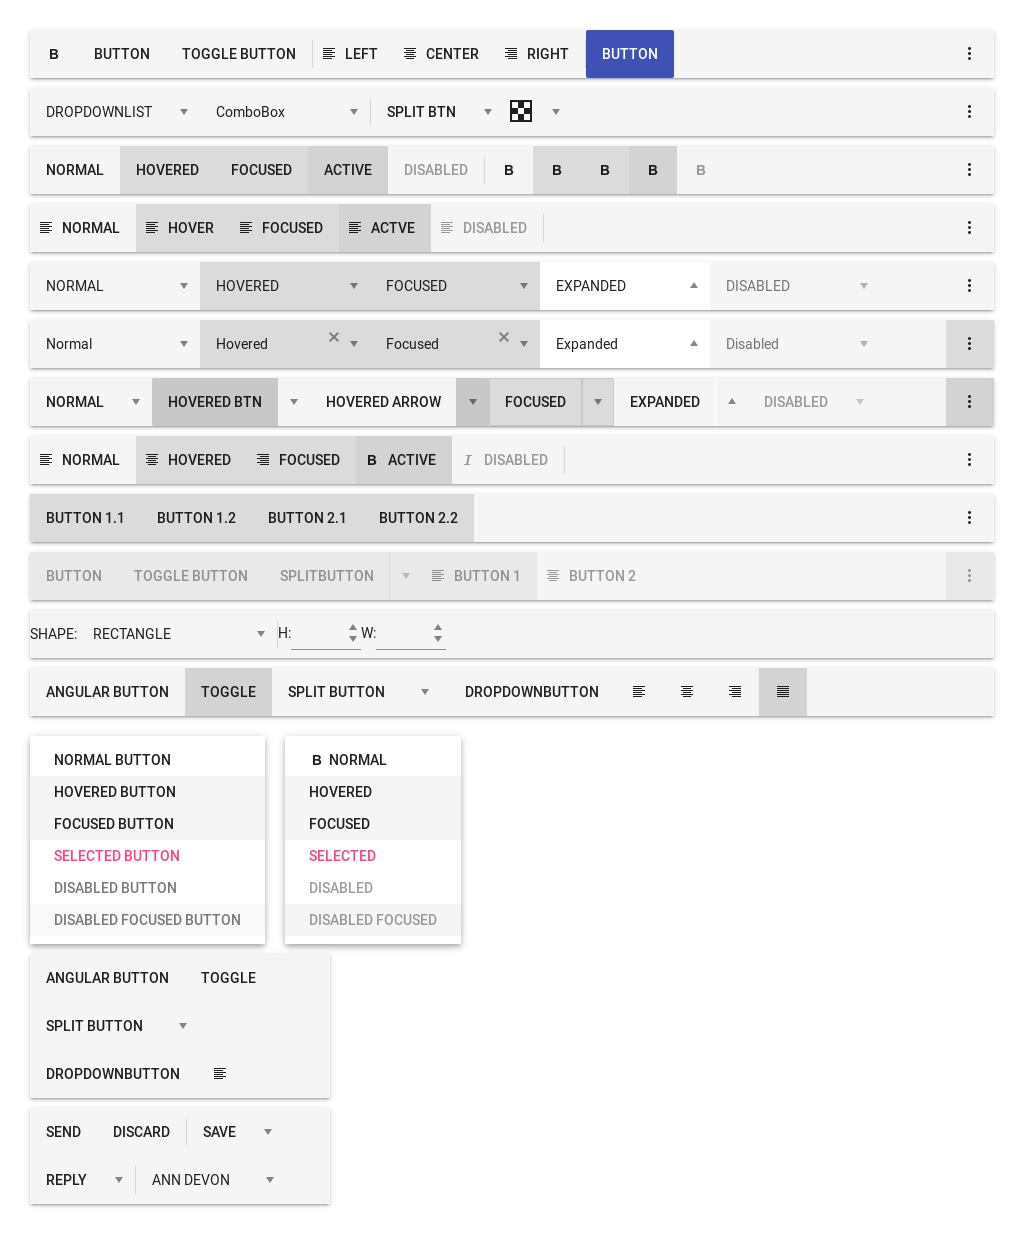 B BUTTON TOGGLE BUTTON LEFT CENTER RIGHT BUTTON
DROPDOWNLIST ComboBox SPLIT BTN
NORMAL HOVERED FOCUSED ACTIVE DISABLED B B B B B
NORMAL HOVER FOCUSED ACTVE DISABLED
NORMAL HOVERED FOCUSED EXPANDED DISABLED
Normal Hovered Focused Expanded Disabled
NORMAL HOVERED BTN HOVERED ARROW FOCUSED EXPANDED DISABLED
NORMAL HOVERED FOCUSED B ACTIVE I DISABLED
BUTTON 1.1 BUTTON 1.2 BUTTON 2.1 BUTTON 2.2
BUTTON TOGGLE BUTTON SPLITBUTTON BUTTON 1 BUTTON 2
SHAPE: RECTANGLE H: W:
ANGULAR BUTTON TOGGLE SPLIT BUTTON DROPDOWNBUTTON
NORMAL BUTTON
HOVERED BUTTON
FOCUSED BUTTON
SELECTED BUTTON
DISABLED BUTTON
DISABLED FOCUSED BUTTON
B NORMAL
HOVERED
FOCUSED
SELECTED
DISABLED
DISABLED FOCUSED
ANGULAR BUTTON TOGGLE
SPLIT BUTTON
DROPDOWNBUTTON
SEND DISCARD SAVE
REPLY ANN DEVON